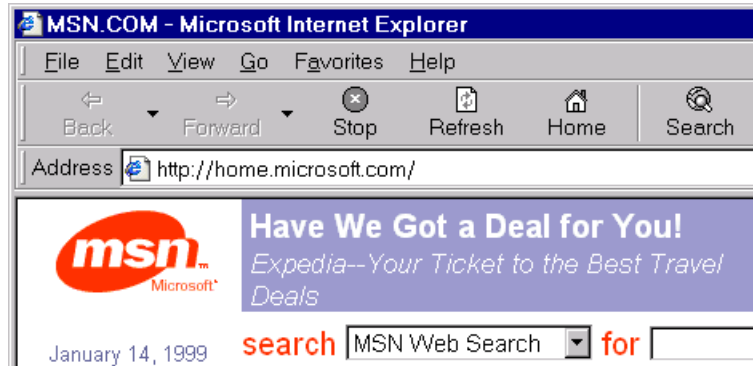 MSN.COM - Microsoft Internet Explorer
File Edit View Go Favorites Help
Back Forward Stop Refresh Home Search
Address http://home.microsoft.com/
msn.™
Microsoft®
Have We Got a Deal for You!
Expedia--Your Ticket to the Best Travel
Deals
January 14, 1999
search MSN Web Search for